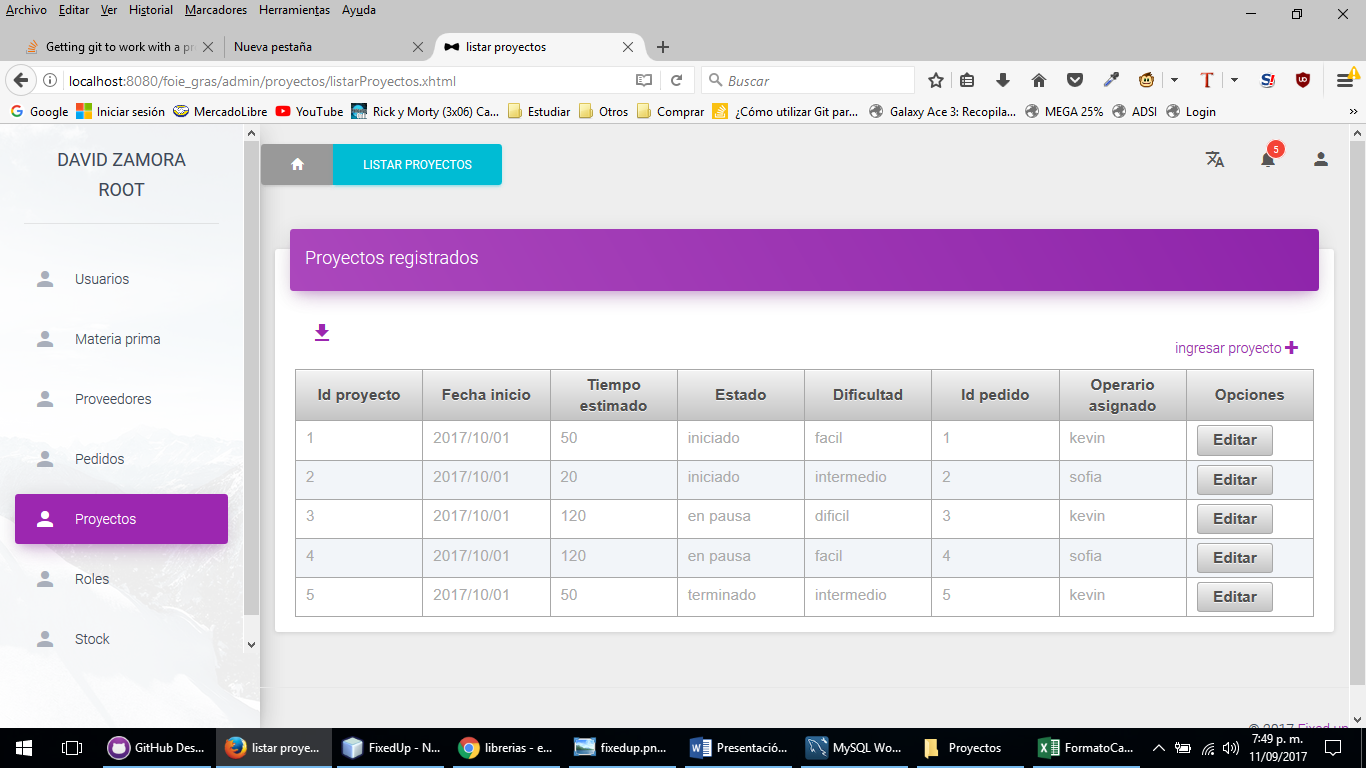 Archivo Editar Ver Historial Marcadores Herramientas Ayuda
Getting git to work with a pr
Nueva pestaña
listar proyectos
localhost:8080/foie_gras/admin/proyectos/listarProyectos.xhtml
Buscar
Google Iniciar sesión MercadoLibre YouTube Rick y Morty (3x06) Ca... Estudiar Otros Comprar ¿Cómo utilizar Git par... Galaxy Ace 3: Recopila... MEGA 25% ADSI Login
DAVID ZAMORA
ROOT
Usuarios
Materia prima
Proveedores
Pedidos
Proyectos
Roles
Stock
LISTAR PROYECTOS
5
Proyectos registrados
ingresar proyecto
Id proyecto Fecha inicio Tiempo estimado Estado Dificultad Id pedido Operario asignado Opciones
1 2017/10/01 50 iniciado facil 1 kevin Editar
2 2017/10/01 20 iniciado intermedio 2 sofia Editar
3 2017/10/01 120 en pausa dificil 3 kevin Editar
4 2017/10/01 120 en pausa facil 4 sofia Editar
5 2017/10/01 50 terminado intermedio 5 kevin Editar
© 2017 Fixed up
GitHub Des... listar proye... FixedUp - N... librerias - e... fixedup.pn... Presentació... MySQL Wo... Proyectos FormatoCa...
7:49 p. m.
11/09/2017